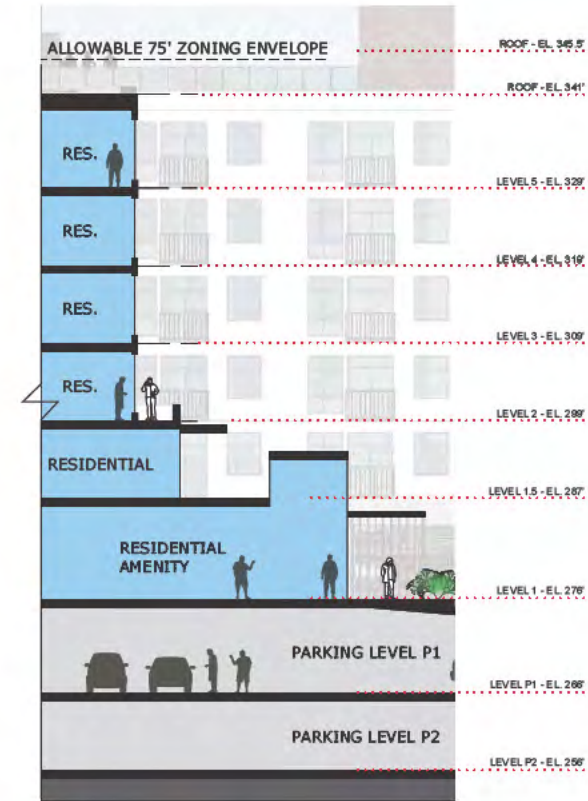 ALLOWABLE 75' ZONING ENVELOPE
ROOF - EL. 345.5'
ROOF - EL. 341'
RES.
LEVEL 5 - EL. 329'
RES.
LEVEL 4 - EL. 319'
RES.
LEVEL 3 - EL. 309'
RES.
LEVEL 2 - EL. 299'
RESIDENTIAL
LEVEL 1.5 - EL. 287'
RESIDENTIAL
AMENITY
LEVEL 1 - EL. 276'
PARKING LEVEL P1
LEVEL P1 - EL. 266'
PARKING LEVEL P2
LEVEL P2 - EL. 256'